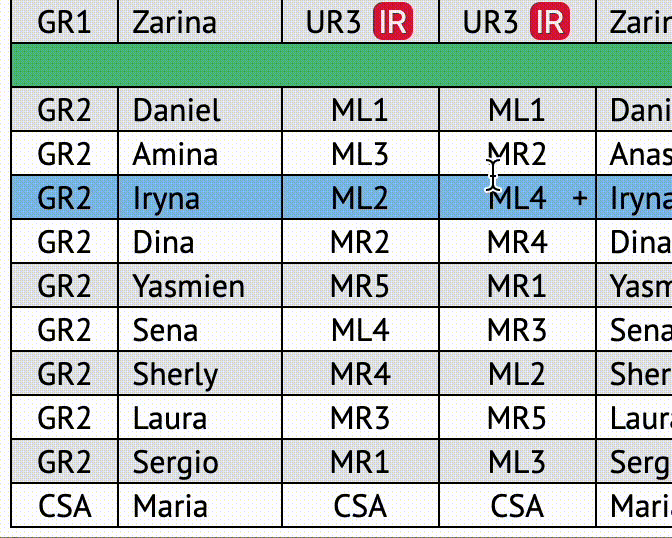 GR1 Zarina UR3 IR UR3 IR Zarin
GR2 Daniel ML1 ML1 Dani
GR2 Amina ML3 MR2 Anas
GR2 Iryna ML2 ML4 + Iryna
GR2 Dina MR2 MR4 Dina
GR2 Yasmien MR5 MR1 Yasm
GR2 Sena ML4 MR3 Sena
GR2 Sherly MR4 ML2 Sher
GR2 Laura MR3 MR5 Laura
GR2 Sergio MR1 ML3 Serg
CSA Maria CSA CSA Mari